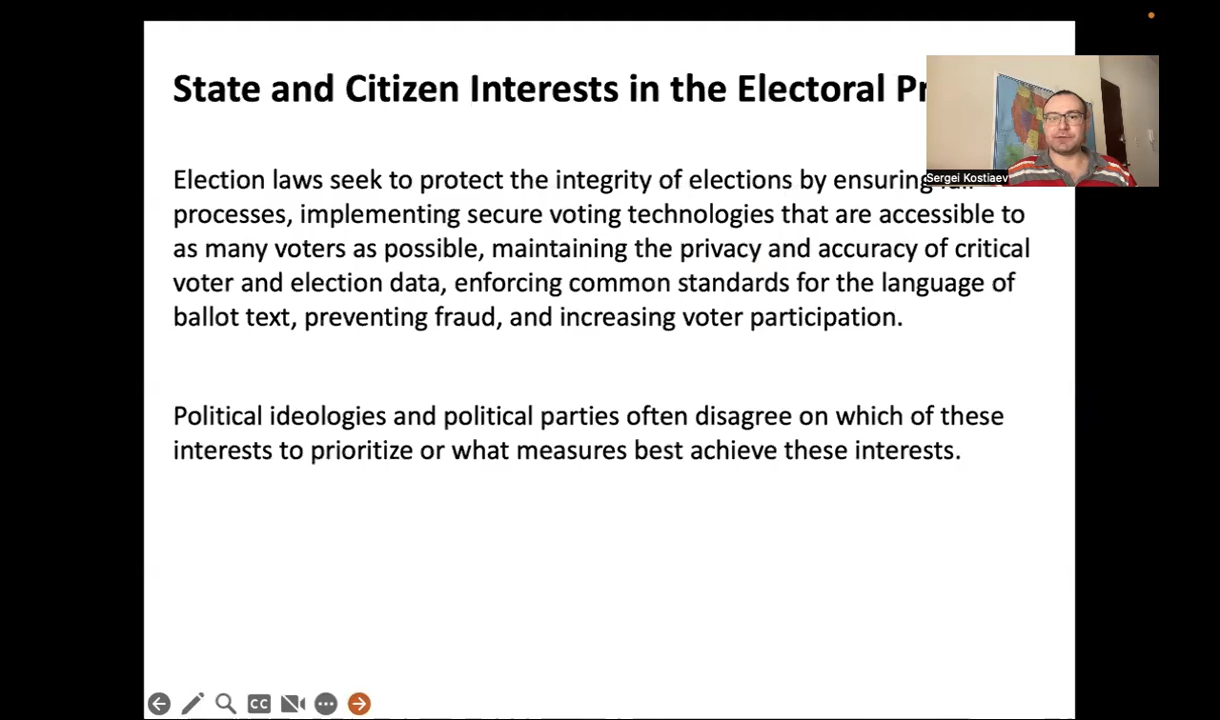 State and Citizen Interests in the Electoral
Election laws seek to protect the integrity of elections by ensuring
processes, implementing secure voting technologies that are accessible to
as many voters as possible, maintaining the privacy and accuracy of critical
voter and election data, enforcing common standards for the language of
ballot text, preventing fraud, and increasing voter participation.
Political ideologies and political parties often disagree on which of these
interests to prioritize or what measures best achieve these interests.
Sergei Kostiaev
CC